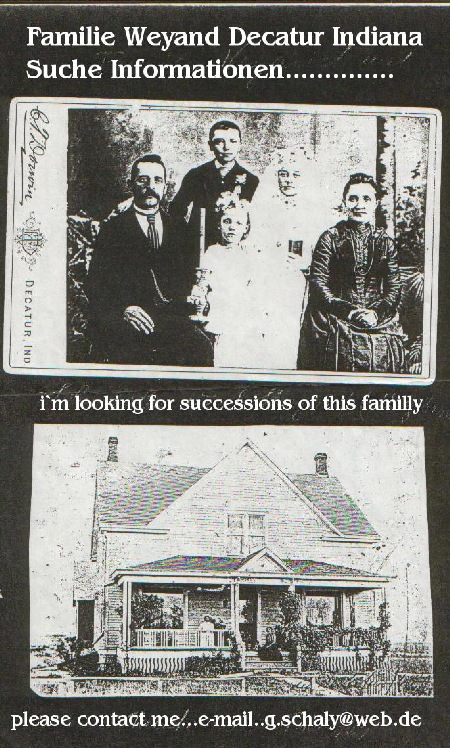 Familie Weyand Decatur Indiana
Suche Informationen..............
DECATUR, IND
i`m looking for successions of this familly
please contact me...e-mail..g.schaly@web.de